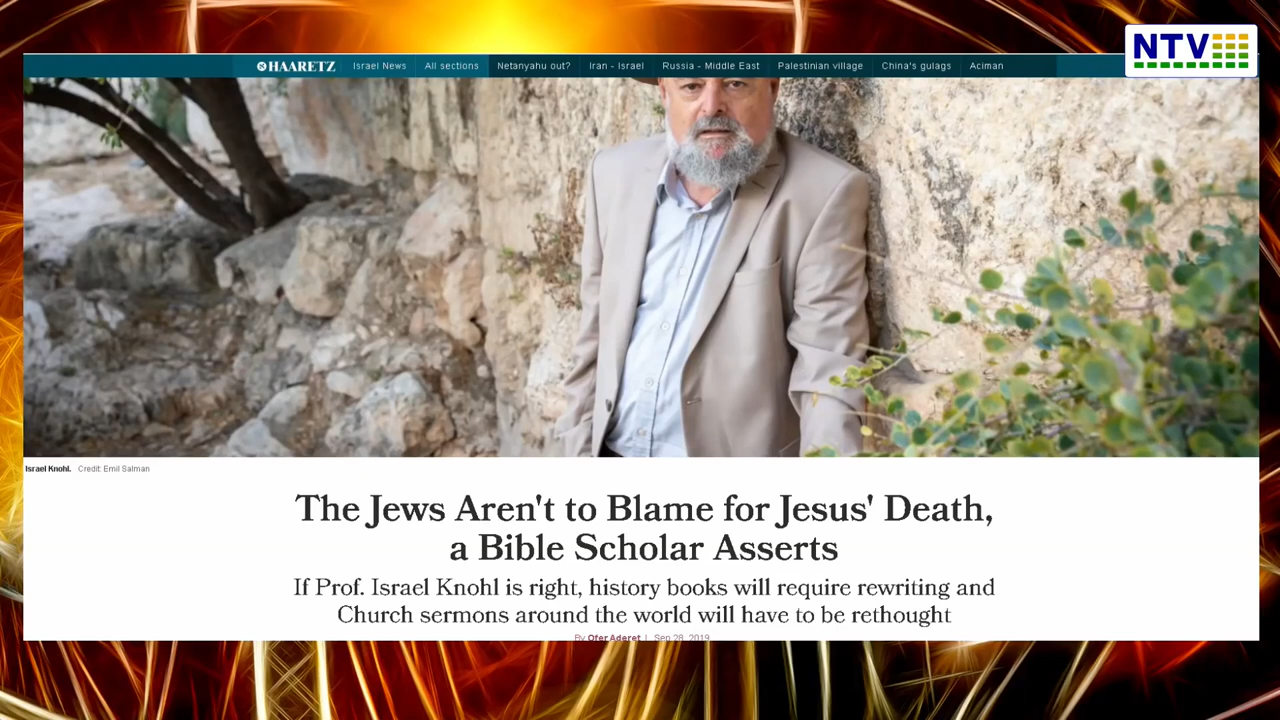 NTV
HAARETZ Israel News All sections Netanyahu out? Iran - Israel Russia - Middle East Palestinian village China's gulags Aciman
Israel Knohl. Credit: Emil Salman
The Jews Aren't to Blame for Jesus' Death,
a Bible Scholar Asserts
If Prof. Israel Knohl is right, history books will require rewriting and
Church sermons around the world will have to be rethought
By Ofer Aderet | Sep 28, 2019